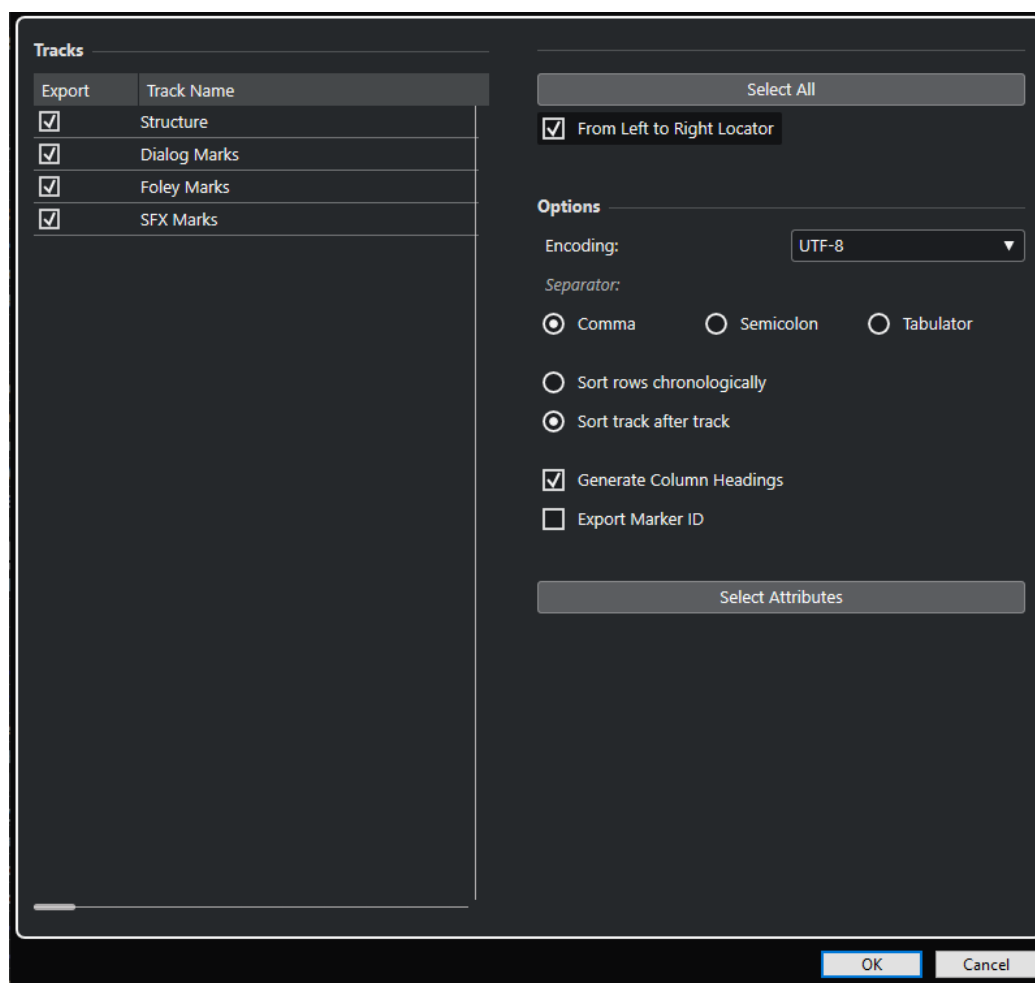 Tracks
Export Track Name
Structure
Dialog Marks
Foley Marks
SFX Marks
Select All
From Left to Right Locator
Options
Encoding: UTF-8
Separator:
Comma Semicolon Tabulator
Sort rows chronologically
Sort track after track
Generate Column Headings
Export Marker ID
Select Attributes
OK Cancel